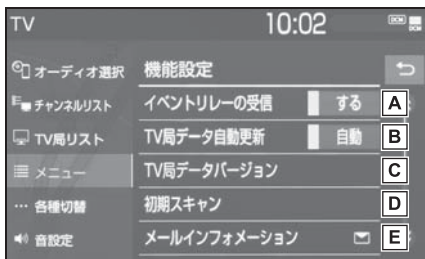 TV 10:02 DCM
オーディオ選択
チャンネルリスト
TV局リスト
メニュー
各種切替
音設定
機能設定
イベントリレーの受信 する A
TV局データ自動更新 自動 B
TV局データバージョン C
初期スキャン D
メールインフォメーション E